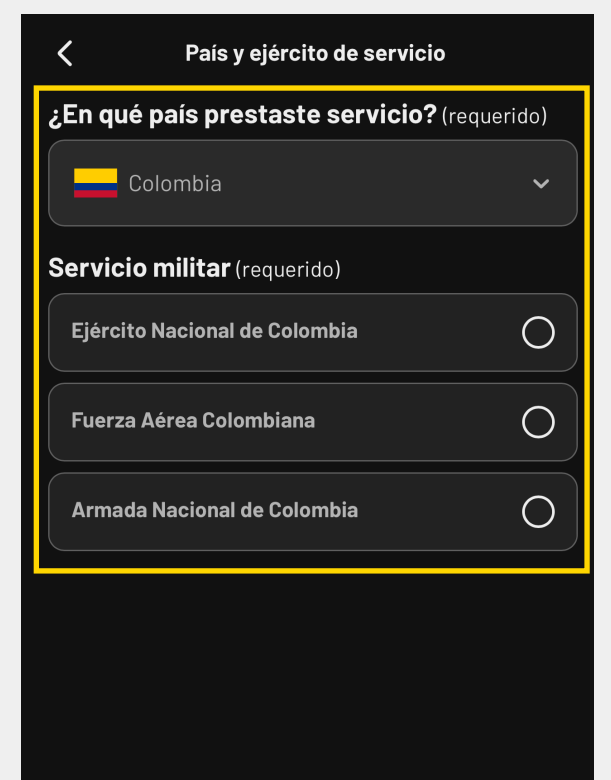 País y ejército de servicio
¿En qué país prestaste servicio? (requerido)
Colombia
Servicio militar (requerido)
Ejército Nacional de Colombia
Fuerza Aérea Colombiana
Armada Nacional de Colombia